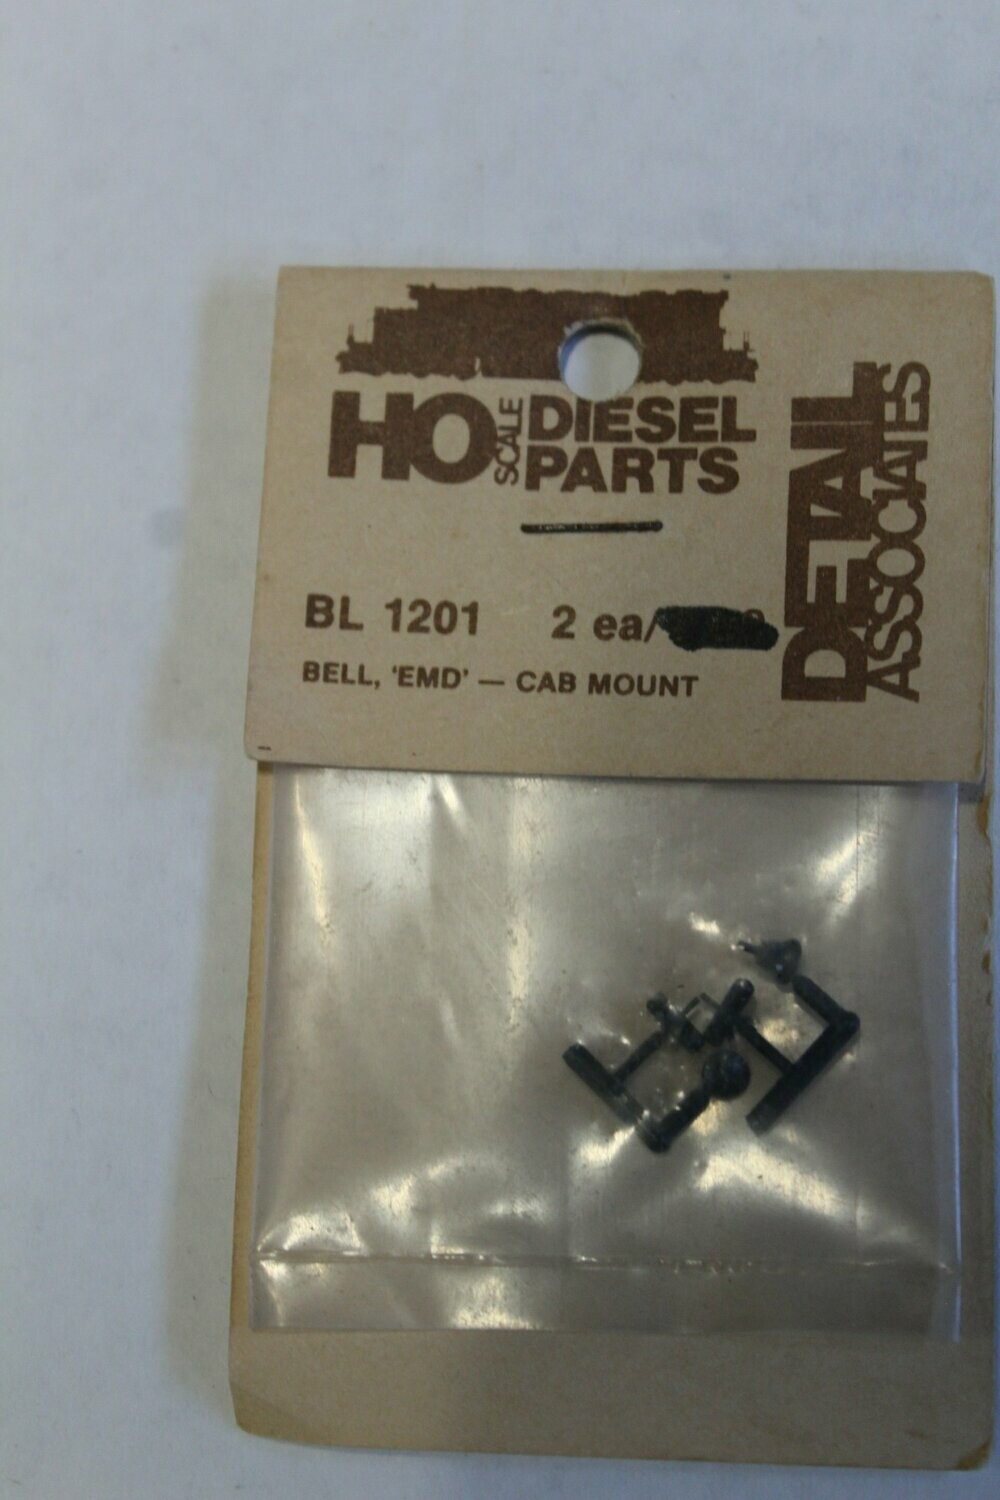 HO SCALE DIESEL
PARTS
BL 1201 2 ea/
BELL, 'EMD' — CAB MOUNT
DETAIL
ASSOCIATES